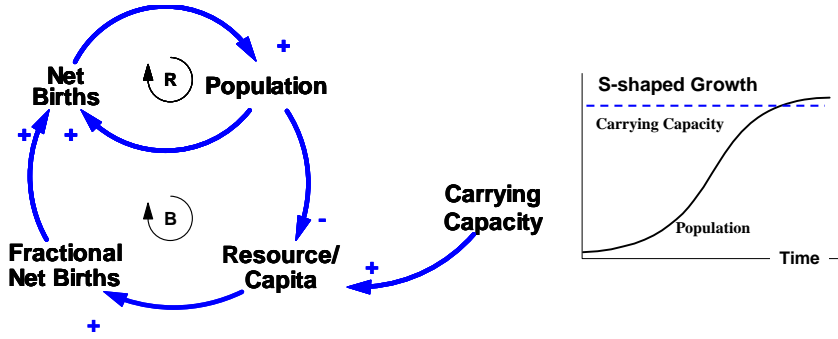 +
Net
Births
R
Population
+
+
B
-
Carrying
Capacity
Fractional
Net Births
Resource/
Capita
+
+
S-shaped Growth
Carrying Capacity
Population
Time